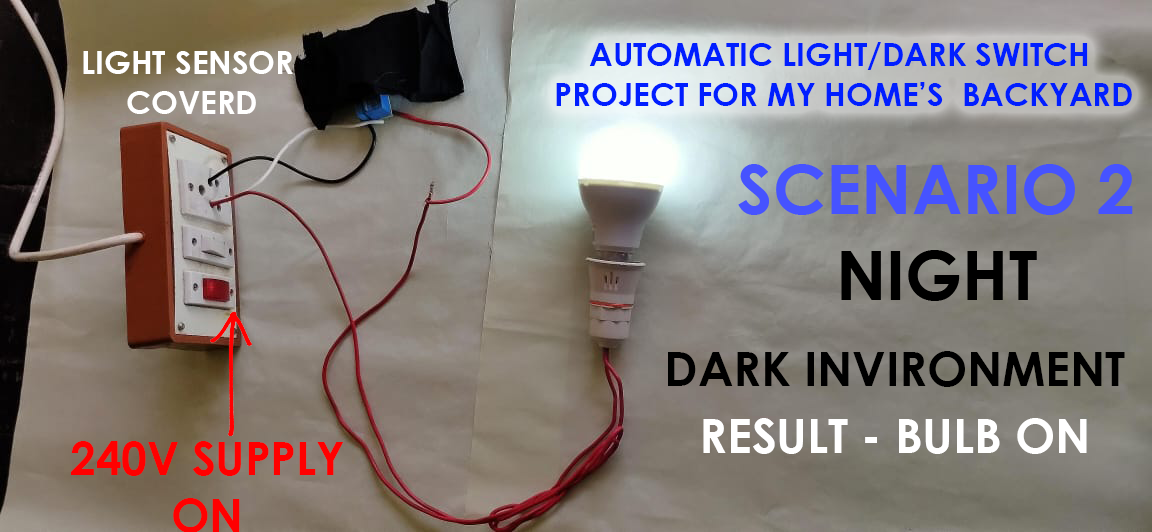 LIGHT SENSOR
COVERD
AUTOMATIC LIGHT/DARK SWITCH
PROJECT FOR MY HOME'S BACKYARD
SCENARIO 2
NIGHT
DARK INVIRONMENT
RESULT - BULB ON
240V SUPPLY
ON